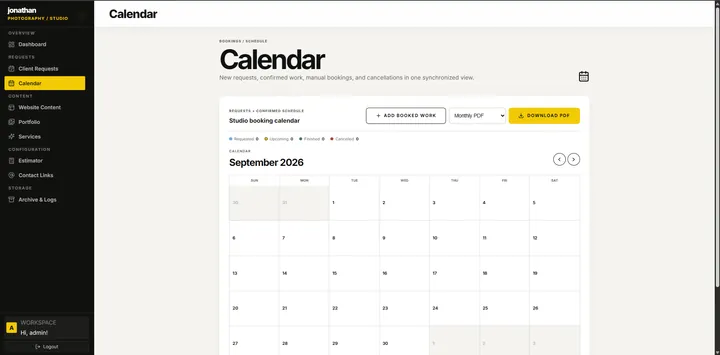 jonathan
PHOTOGRAPHY / STUDIO
OVERVIEW
Dashboard
REQUESTS
Client Requests
Calendar
CONTENT
Website Content
Portfolio
Services
CONFIGURATION
Estimator
Contact Links
STORAGE
Archive & Logs
A
WORKSPACE
Hi, admin!
Logout
Calendar
BOOKINGS / SCHEDULE
Calendar
New requests, confirmed work, manual bookings, and cancellations in one synchronized view.
REQUESTS + CONFIRMED SCHEDULE
Studio booking calendar
+ ADD BOOKED WORK
Monthly PDF
DOWNLOAD PDF
Requested 0 Upcoming 0 Finished 0 Canceled 0
CALENDAR
September 2026
SUN MON TUE WED THU FRI SAT
30 31 1 2 3 4 5
6 7 8 9 10 11 12
13 14 15 16 17 18 19
20 21 22 23 24 25 26
27 28 29 30 1 2 3